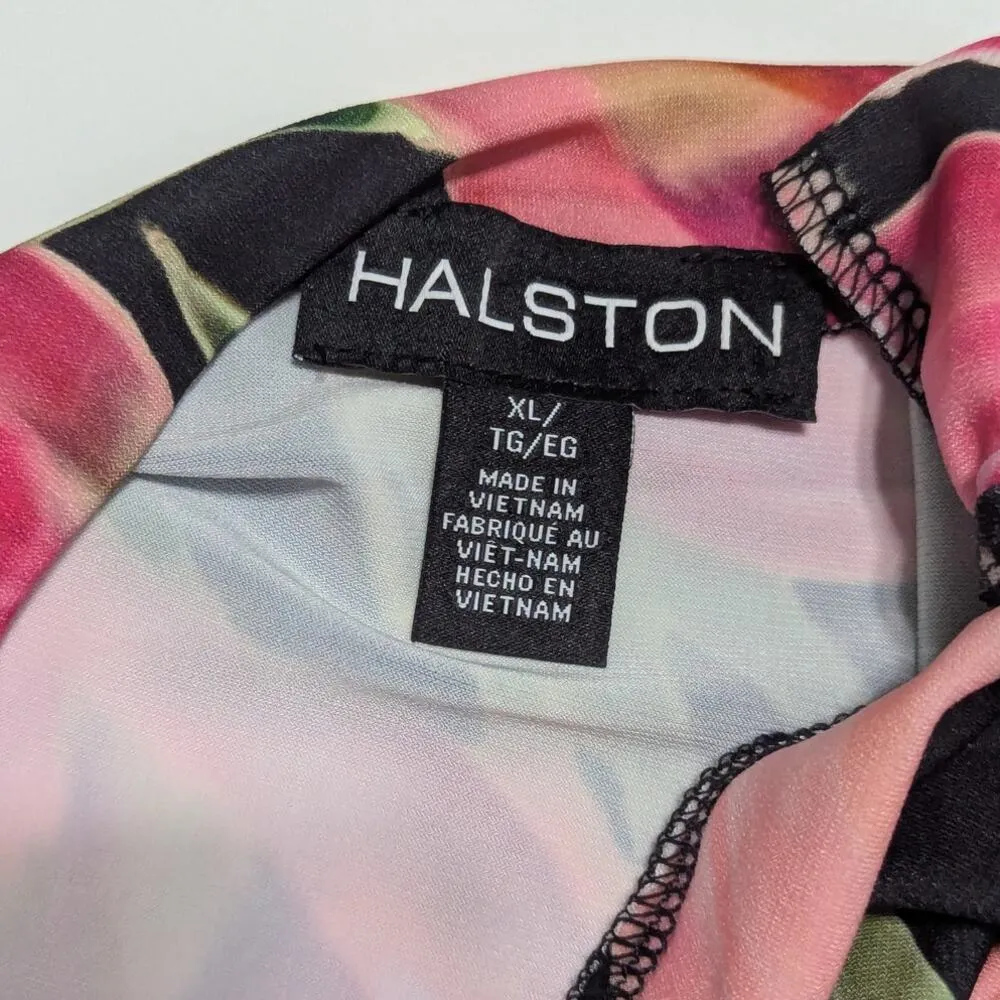 HALSTON
XL/
TG/EG
MADE IN
VIETNAM
FABRIQUÉ AU
VIÊT-NAM
HECHO EN
VIETNAM